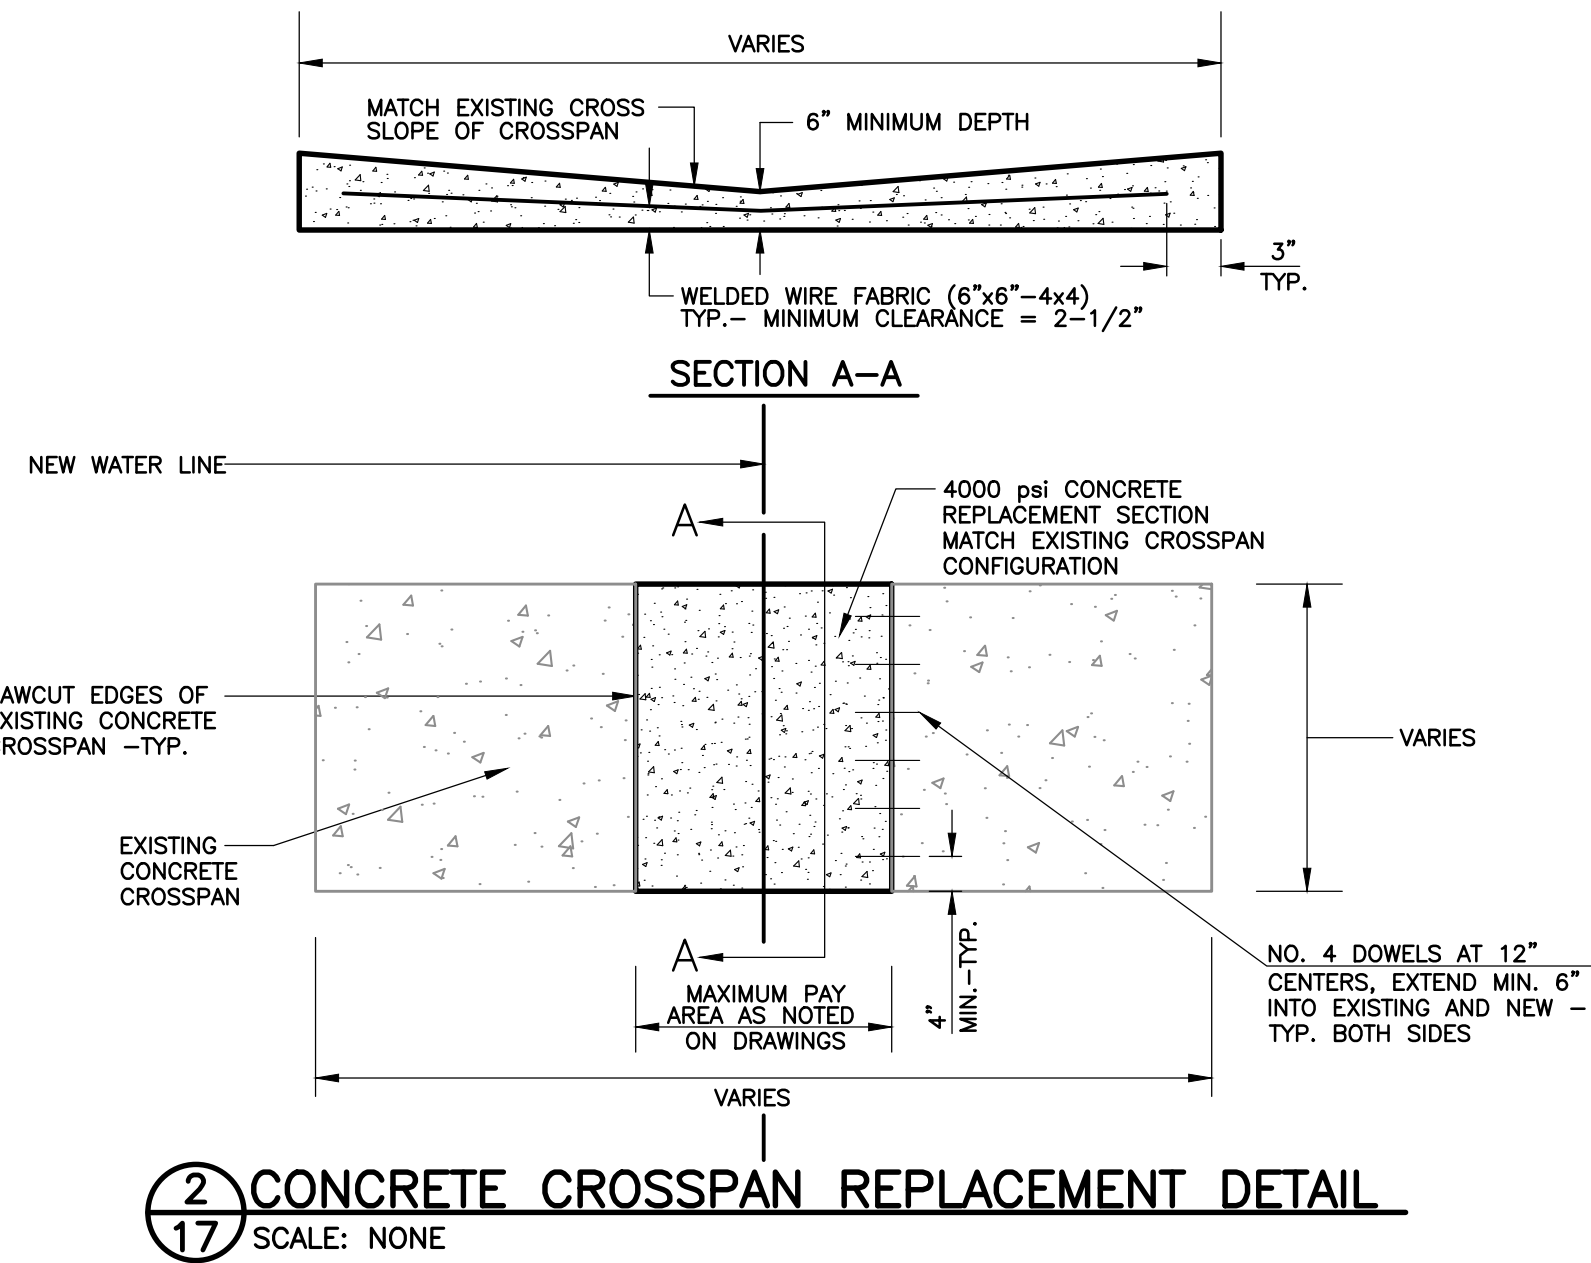 VARIES
MATCH EXISTING CROSS
SLOPE OF CROSSPAN
6” MINIMUM DEPTH
3”
TYP.
WELDED WIRE FABRIC (6”x6”–4x4)
TYP.– MINIMUM CLEARANCE = 2–1/2”
SECTION A–A
NEW WATER LINE
A
4000 psi CONCRETE
REPLACEMENT SECTION
MATCH EXISTING CROSSPAN
CONFIGURATION
AWCUT EDGES OF
XISTING CONCRETE
ROSSPAN –TYP.
VARIES
EXISTING
CONCRETE
CROSSPAN
A
4”
MIN.–TYP.
NO. 4 DOWELS AT 12”
CENTERS, EXTEND MIN. 6”
INTO EXISTING AND NEW –
TYP. BOTH SIDES
MAXIMUM PAY
AREA AS NOTED
ON DRAWINGS
VARIES
2
17
CONCRETE CROSSPAN REPLACEMENT DETAIL
SCALE: NONE